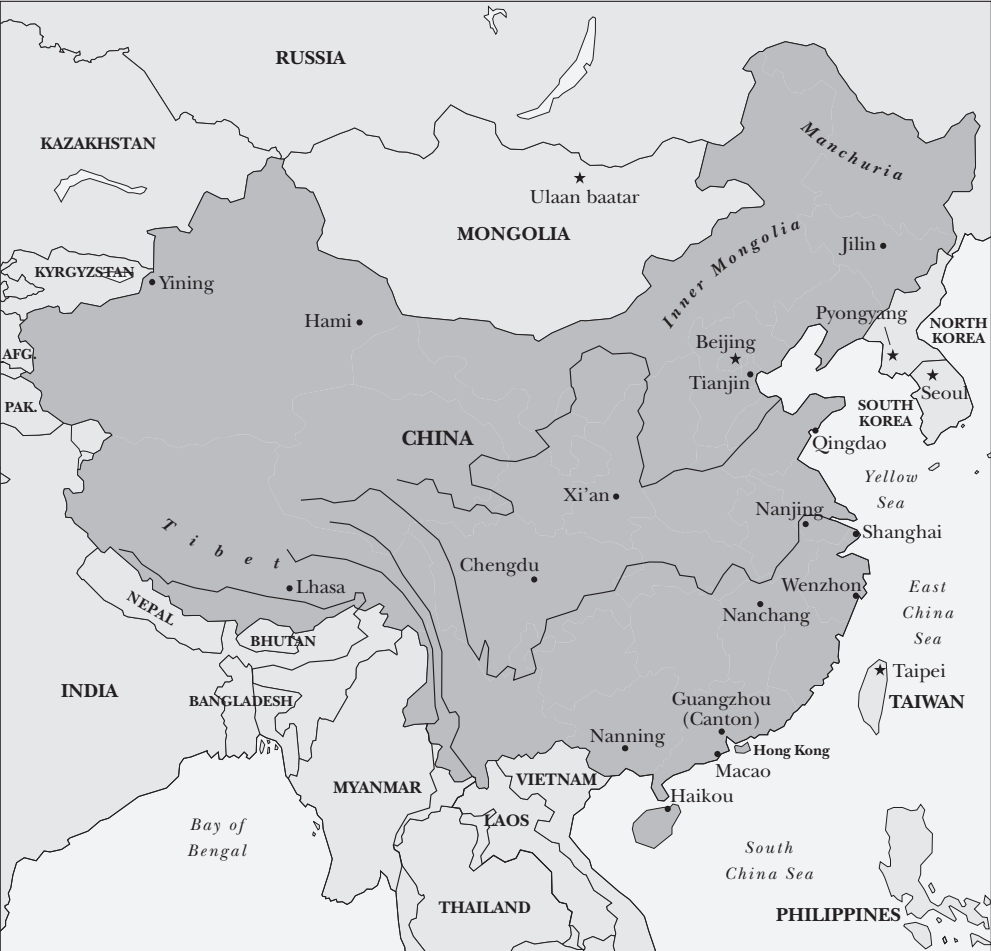 RUSSIA
KAZAKHSTAN
Manchuria
Ulaan baatar
MONGOLIA
Inner Mongolia
Jilin
KYRGYZSTAN
Yining
Hami
Pyongyang
NORTH
KOREA
Beijing
AFG.
Tianjin
Seoul
PAK.
SOUTH
KOREA
CHINA
Qingdao
Yellow
Sea
Xi’an
Nanjing
Shanghai
Tibet
Chengdu
Lhasa
Wenzhon
East
China
Sea
NEPAL
Nanchang
BHUTAN
Taipei
INDIA
BANGLADESH
TAIWAN
Guangzhou
(Canton)
Nanning
Hong Kong
Macao
MYANMAR
VIETNAM
Haikou
LAOS
Bay of
Bengal
South
China Sea
THAILAND
PHILIPPINES